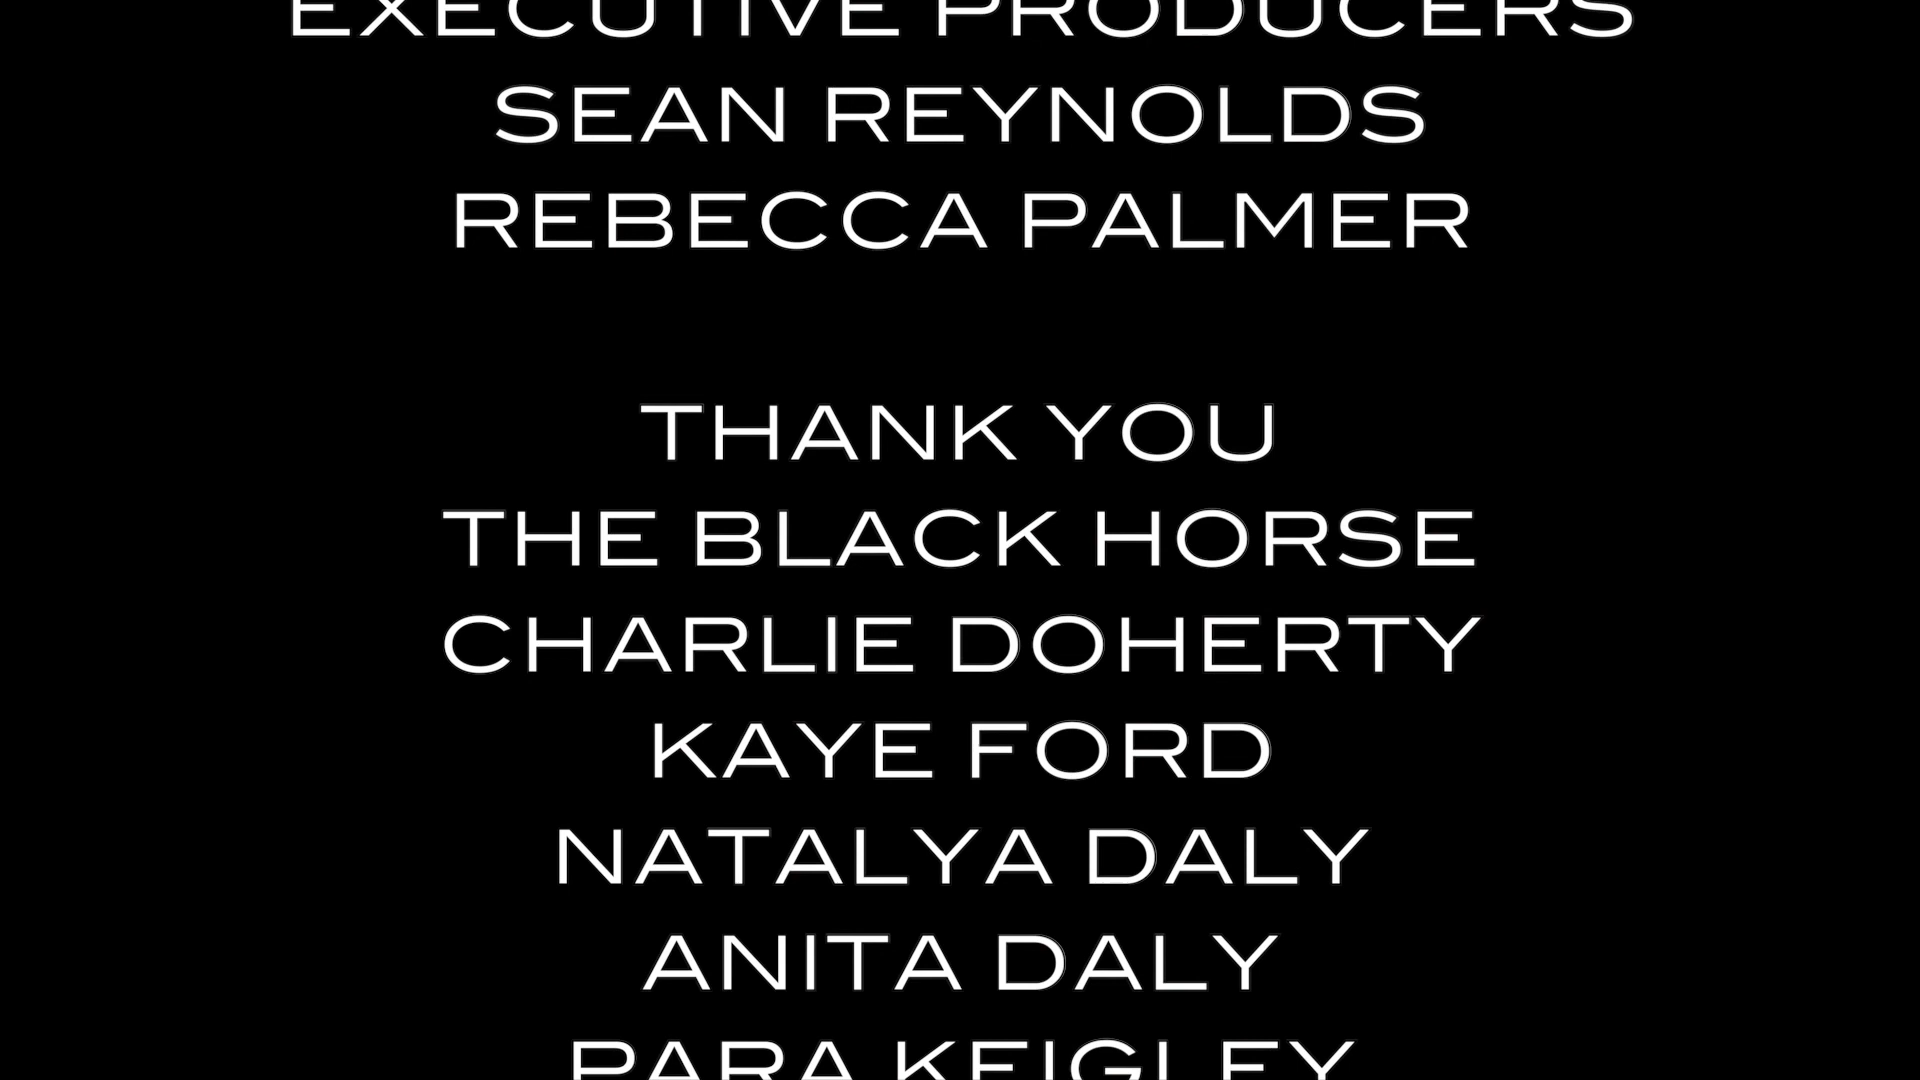 EXECUTIVE PRODUCERS
SEAN REYNOLDS
REBECCA PALMER
THANK YOU
THE BLACK HORSE
CHARLIE DOHERTY
KAYE FORD
NATALYA DALY
ANITA DALY
PARA KEIGLEY